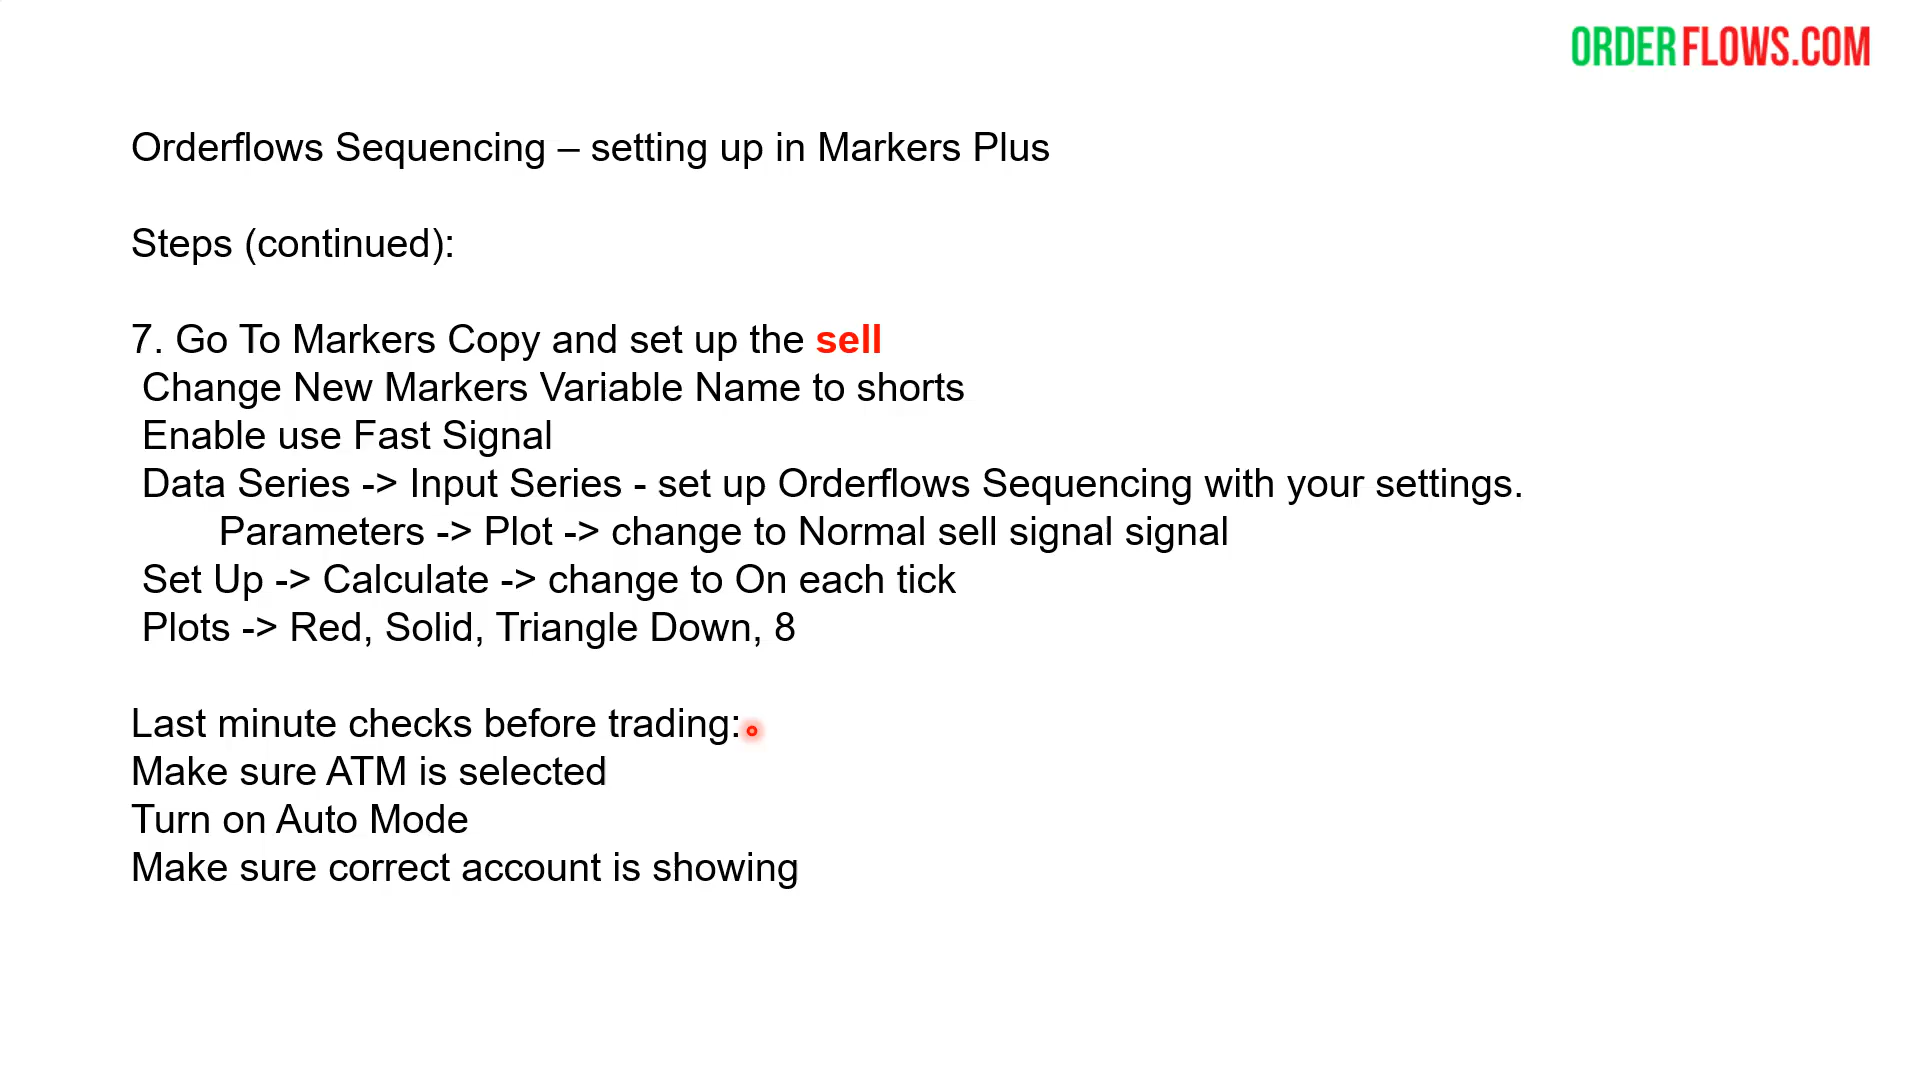 ORDERFLOWS.COM
Orderflows Sequencing – setting up in Markers Plus
Steps (continued):
7. Go To Markers Copy and set up the sell
Change New Markers Variable Name to shorts
Enable use Fast Signal
Data Series -> Input Series - set up Orderflows Sequencing with your settings.
Parameters -> Plot -> change to Normal sell signal signal
Set Up -> Calculate -> change to On each tick
Plots -> Red, Solid, Triangle Down, 8
Last minute checks before trading:
Make sure ATM is selected
Turn on Auto Mode
Make sure correct account is showing